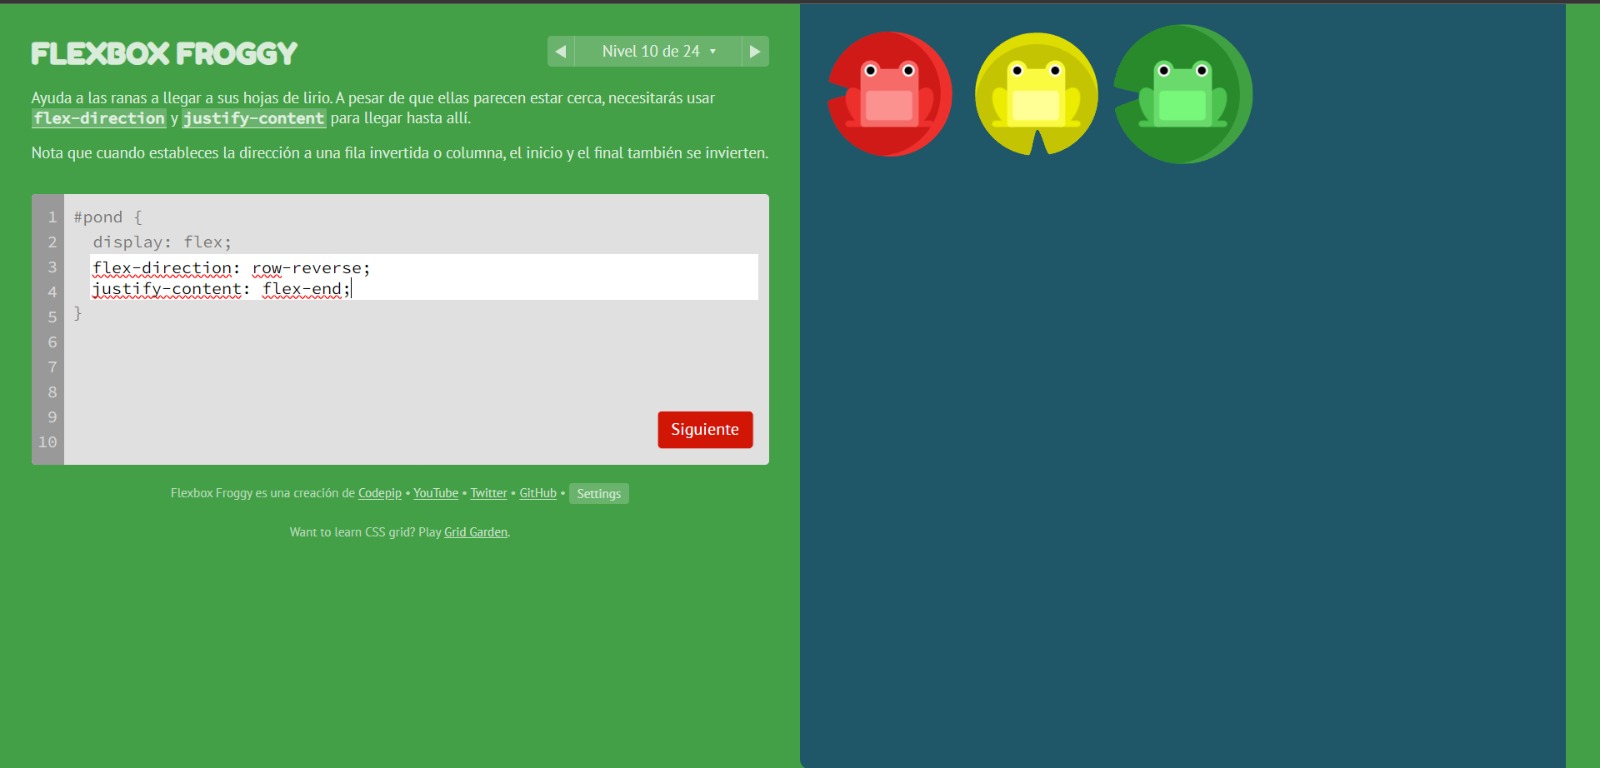 FLEXBOX FROGGY
◀ Nivel 10 de 24 ▾ ▶
Ayuda a las ranas a llegar a sus hojas de lirio. A pesar de que ellas parecen estar cerca, necesitarás usar
flex-direction y justify-content para llegar hasta allí.
Nota que cuando estableces la dirección a una fila invertida o columna, el inicio y el final también se invierten.
1 #pond {
2 display: flex;
3 flex-direction: row-reverse;
4 justify-content: flex-end;
5 }
6
7
8
9
10
Siguiente
Flexbox Froggy es una creación de Codepip • YouTube • Twitter • GitHub • Settings
Want to learn CSS grid? Play Grid Garden.